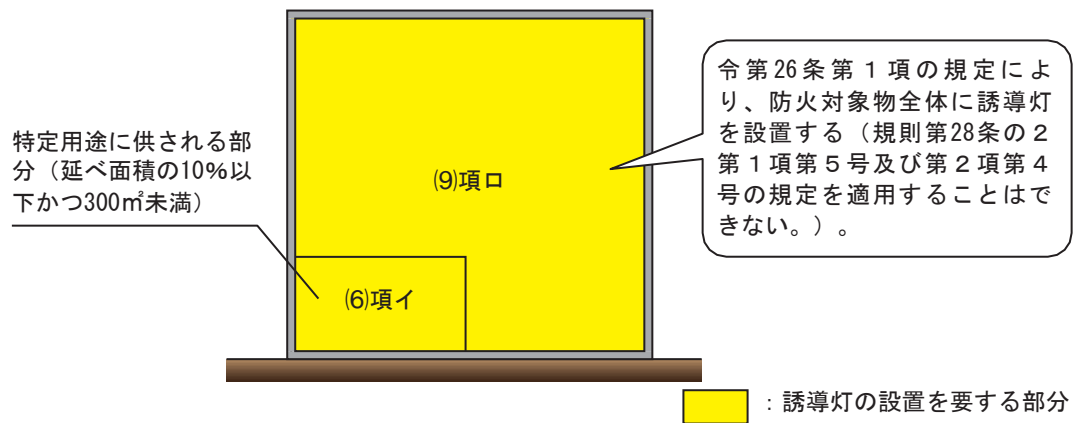 令第26条第１項の規定によ
り、防火対象物全体に誘導灯
を設置する（規則第28条の２
第１項第５号及び第２項第４
号の規定を適用することはで
きない。）。
特定用途に供される部
分（延べ面積の10%以
下かつ300㎡未満）
⑼項ロ
⑹項イ
：誘導灯の設置を要する部分